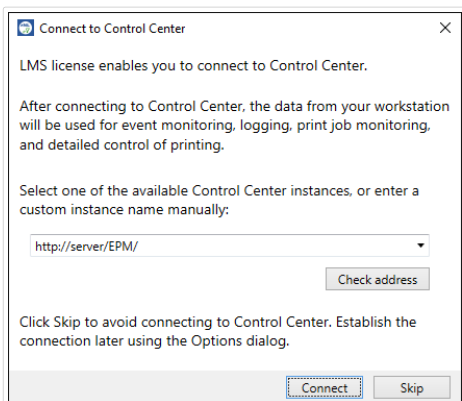 Connect to Control Center
LMS license enables you to connect to Control Center.
After connecting to Control Center, the data from your workstation
will be used for event monitoring, logging, print job monitoring,
and detailed control of printing.
Select one of the available Control Center instances, or enter a
custom instance name manually:
http://server/EPM/
Check address
Click Skip to avoid connecting to Control Center. Establish the
connection later using the Options dialog.
Connect
Skip